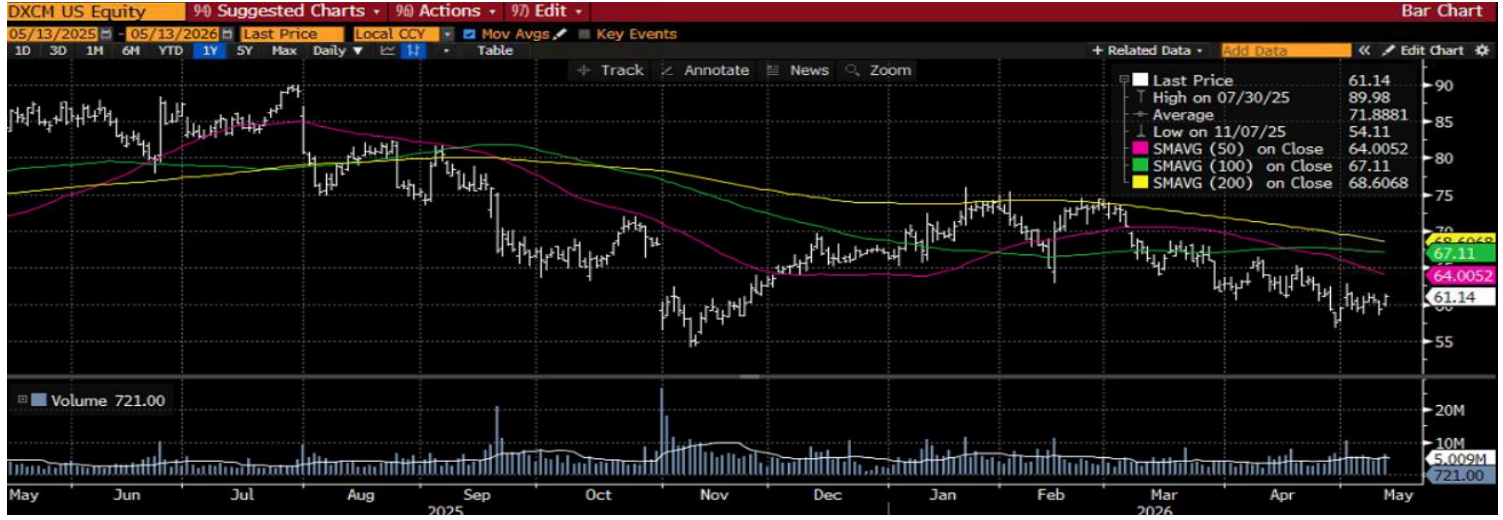 DXCM US Equity 94) Suggested Charts 96) Actions 97) Edit Bar Chart
05/13/2025 - 05/13/2026 Last Price Local CCY Mov Avgs Key Events
1D 3D 1M 6M YTD 1Y 5Y Max Daily ▼ Table + Related Data Add Data « Edit Chart
Track Annotate News Zoom
Last Price 61.14
High on 07/30/25 89.98
Average 71.8881
Low on 11/07/25 54.11
SMAVG (50) on Close 64.0052
SMAVG (100) on Close 67.11
SMAVG (200) on Close 68.6068
90
85
80
75
70
68.6068
67.11
64.0052
61.14
60
55
Volume 721.00
20M
10M
5.009M
721.00
May Jun Jul Aug Sep Oct Nov Dec Jan Feb Mar Apr May
2025 2026